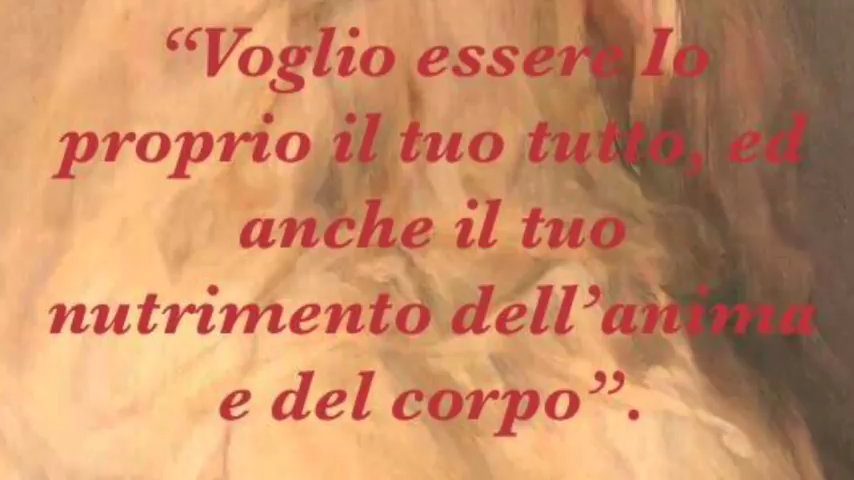 “Voglio essere Io
proprio il tuo tutto, ed
anche il tuo
nutrimento dell’anima
e del corpo”.